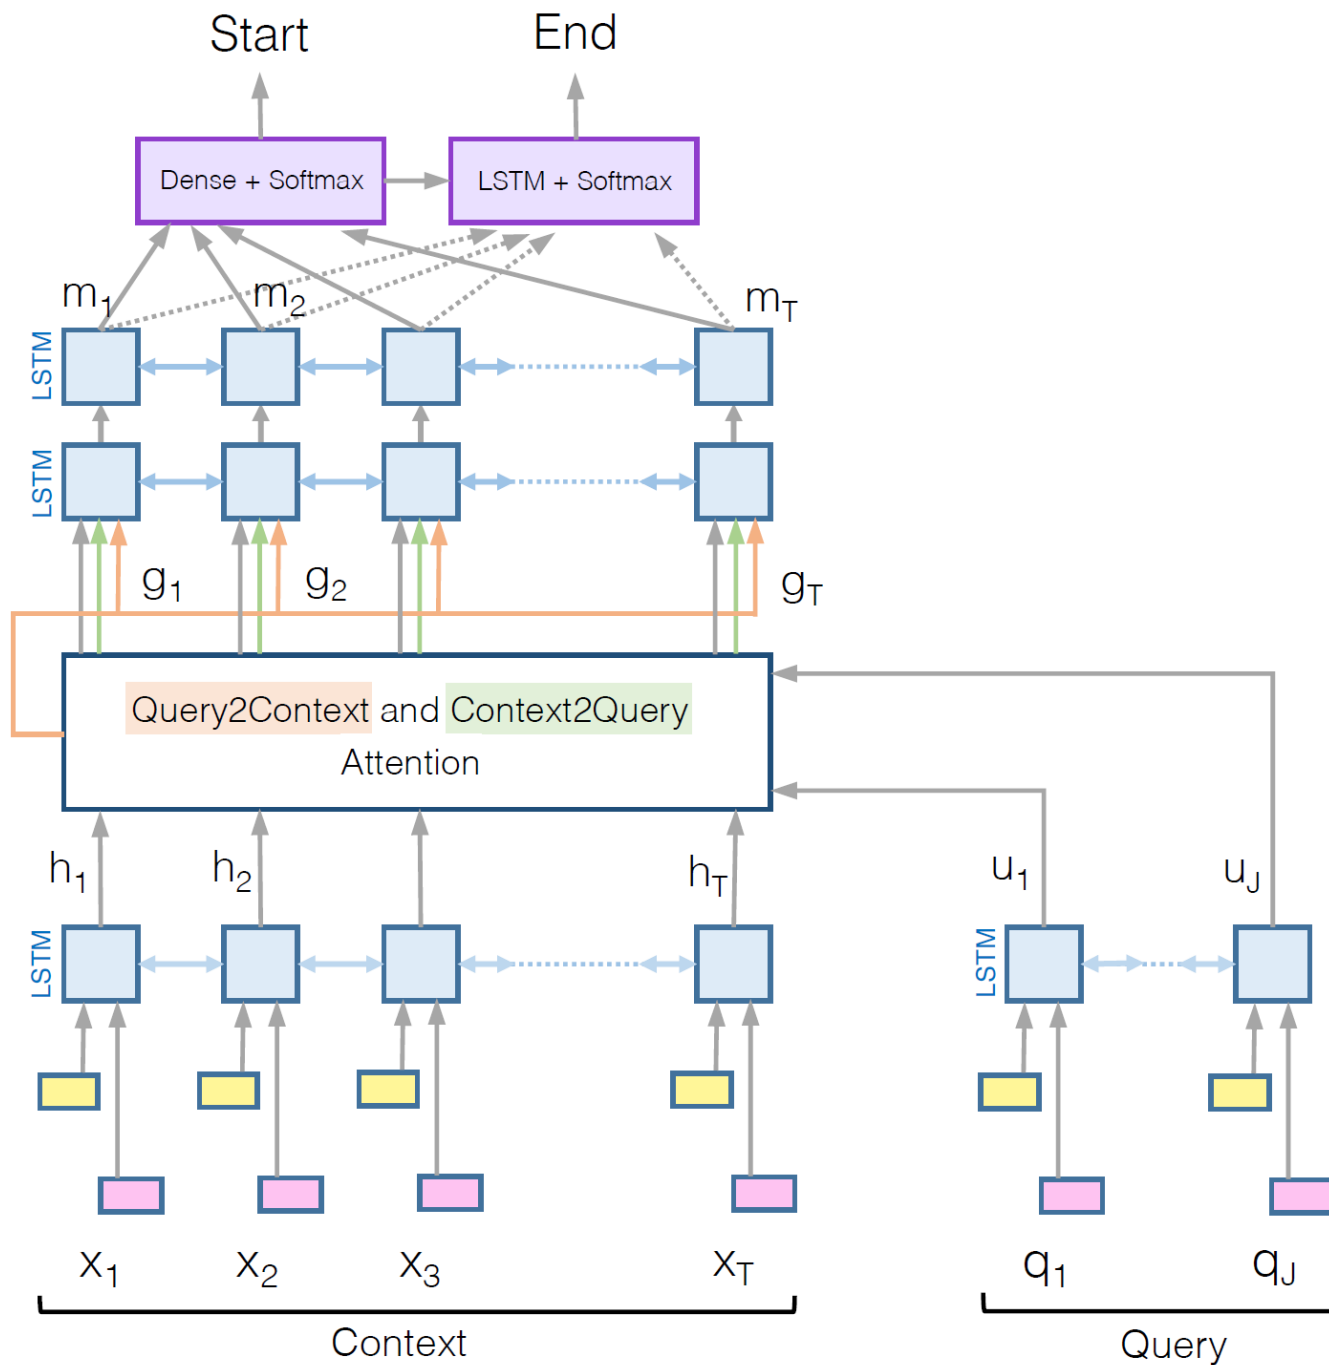 Start End
Dense + Softmax LSTM + Softmax
m1 m2 mT
LSTM
LSTM
g1 g2 gT
Query2Context and Context2Query
Attention
h1 h2 hT u1 uJ
LSTM LSTM
x1 x2 x3 xT q1 qJ
Context Query